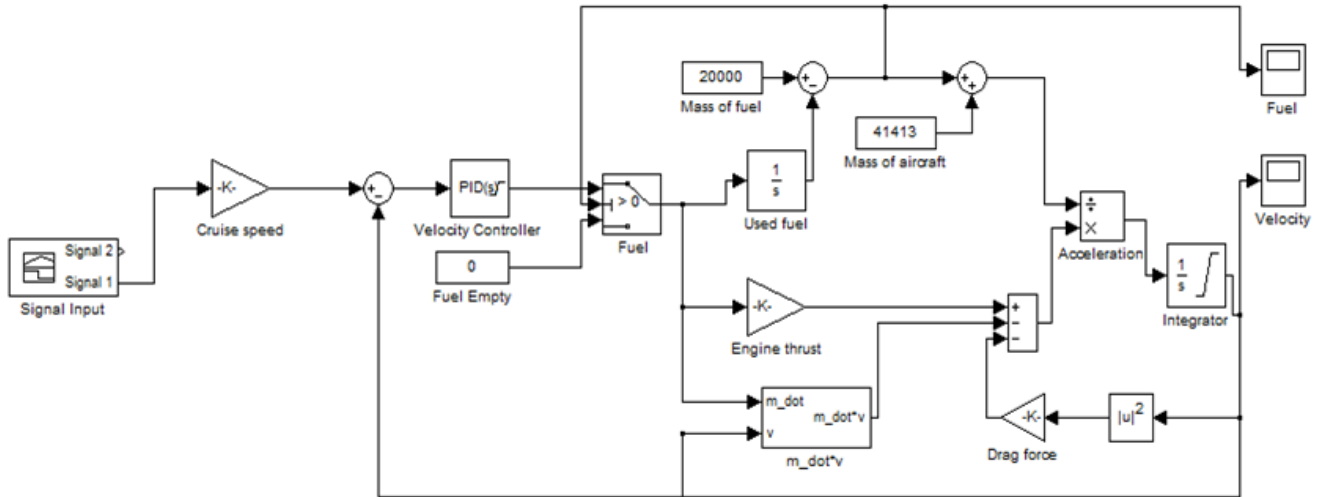 20000
Mass of fuel
41413
Mass of aircraft
Fuel
-K-
Cruise speed
PID(s)
Velocity Controller
> 0
Fuel
1
s
Used fuel
÷
×
Acceleration
Velocity
Signal 2
Signal 1
Signal Input
0
Fuel Empty
-K-
Engine thrust
1
s
Integrator
m_dot
v
m_dot*v
m_dot*v
-K-
Drag force
|u|²